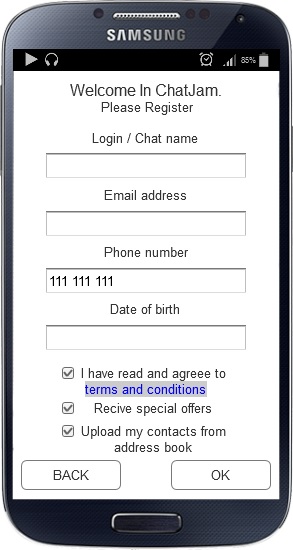 SAMSUNG
85%
Welcome In ChatJam.
Please Register
Login / Chat name
Email address
Phone number
111 111 111
Date of birth
I have read and agreee to
terms and conditions
Recive special offers
Upload my contacts from
address book
BACK
OK